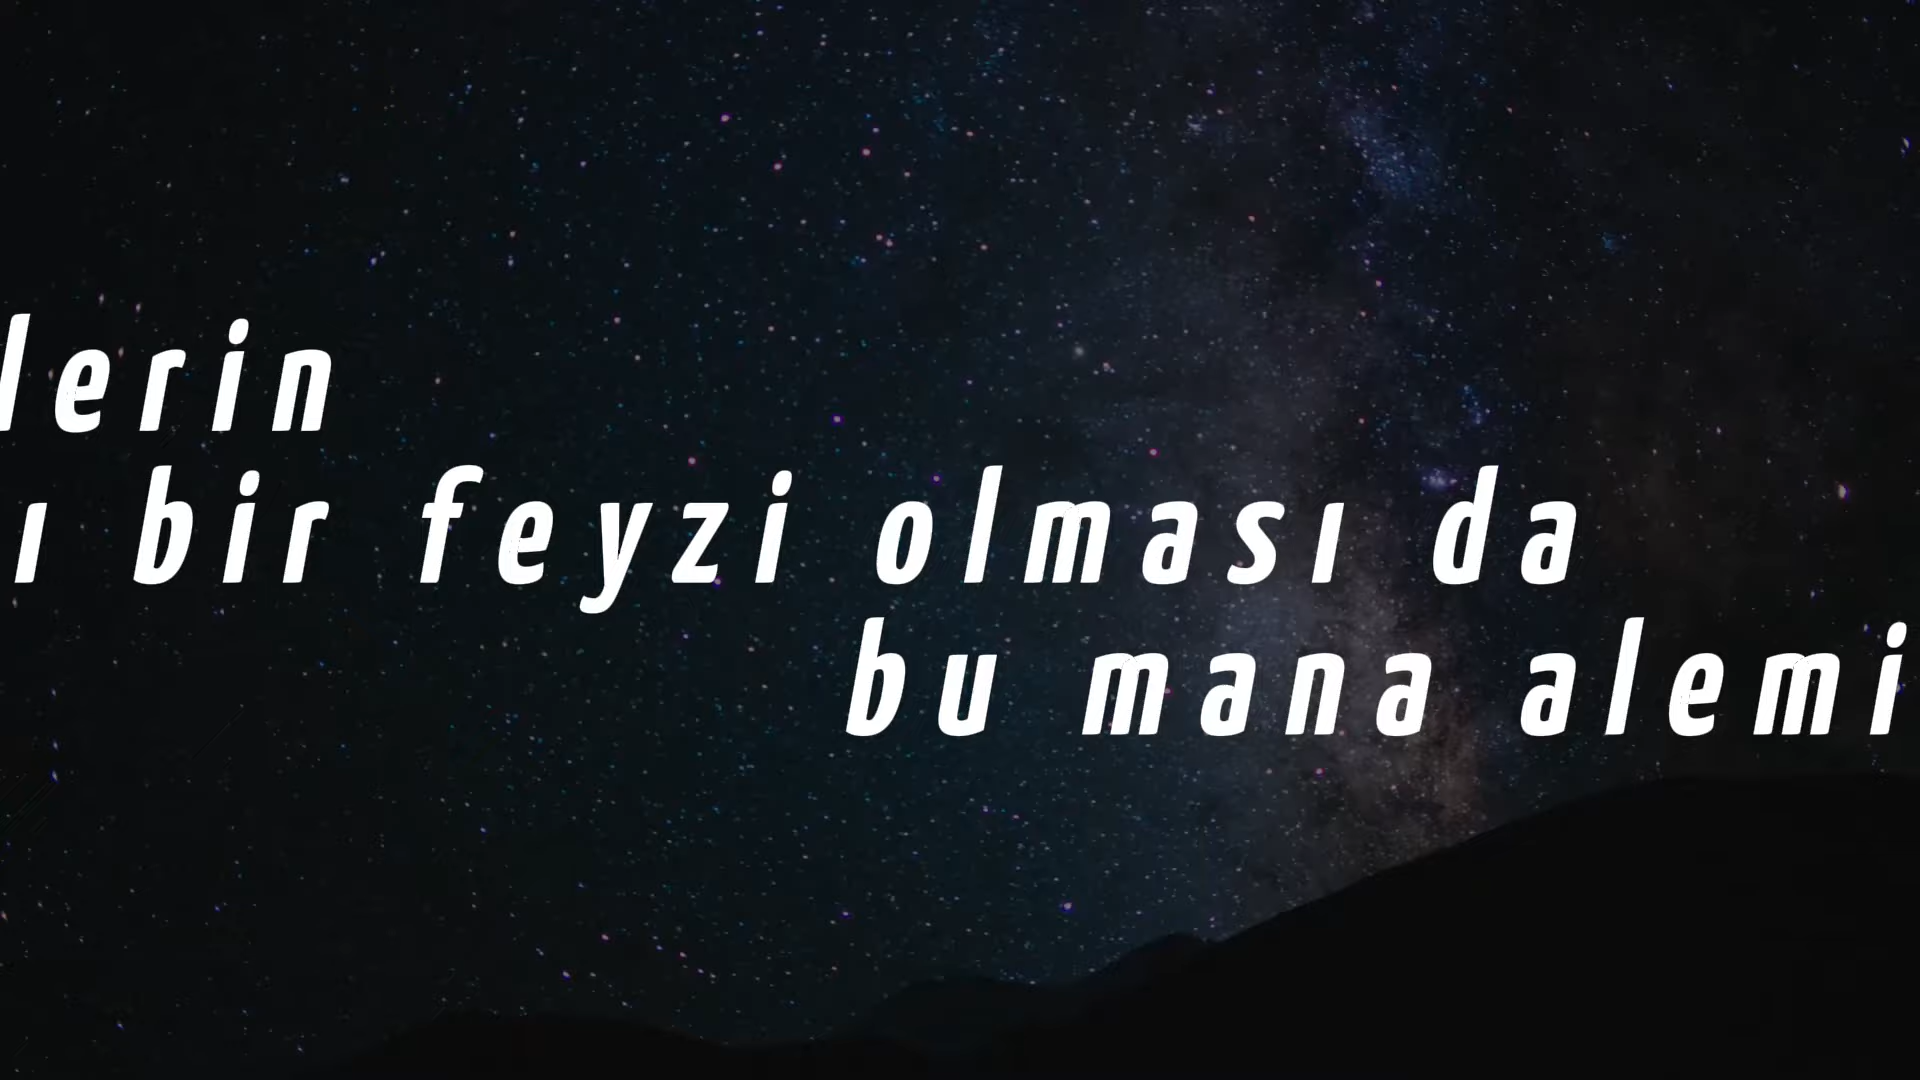 lerin
ı bir feyzi olması da
bu mana alemi